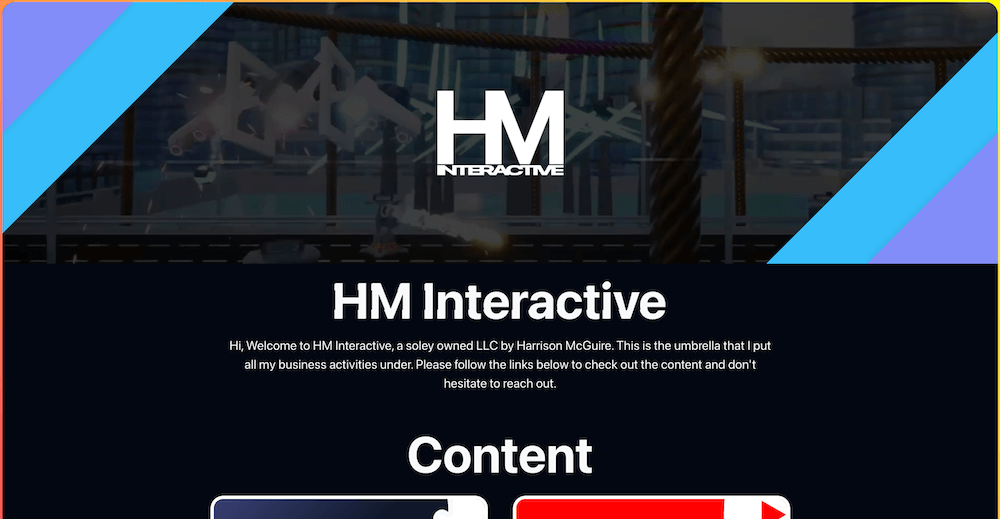 HM
INTERACTIVE
HM Interactive
Hi, Welcome to HM Interactive, a soley owned LLC by Harrison McGuire. This is the umbrella that I put
all my business activities under. Please follow the links below to check out the content and don't
hesitate to reach out.
Content